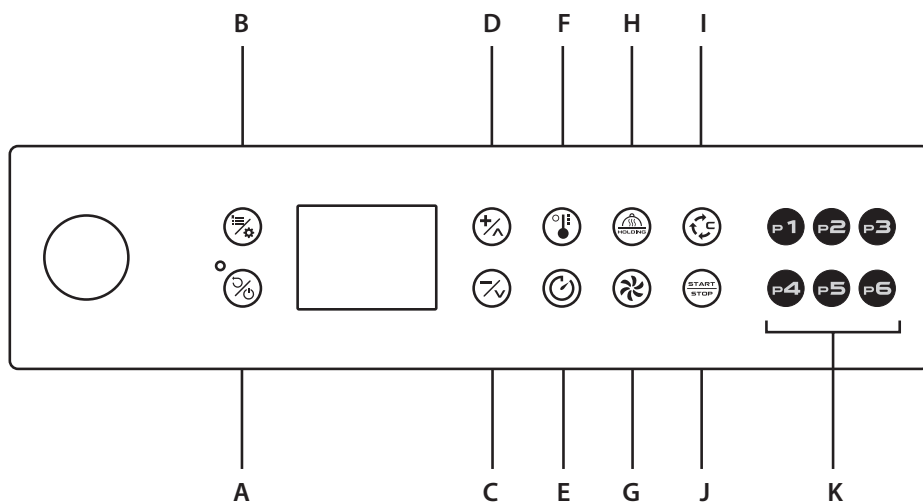 B D F H I
HOLDING P1 P2 P3
START
STOP P4 P5 P6
A C E G J K